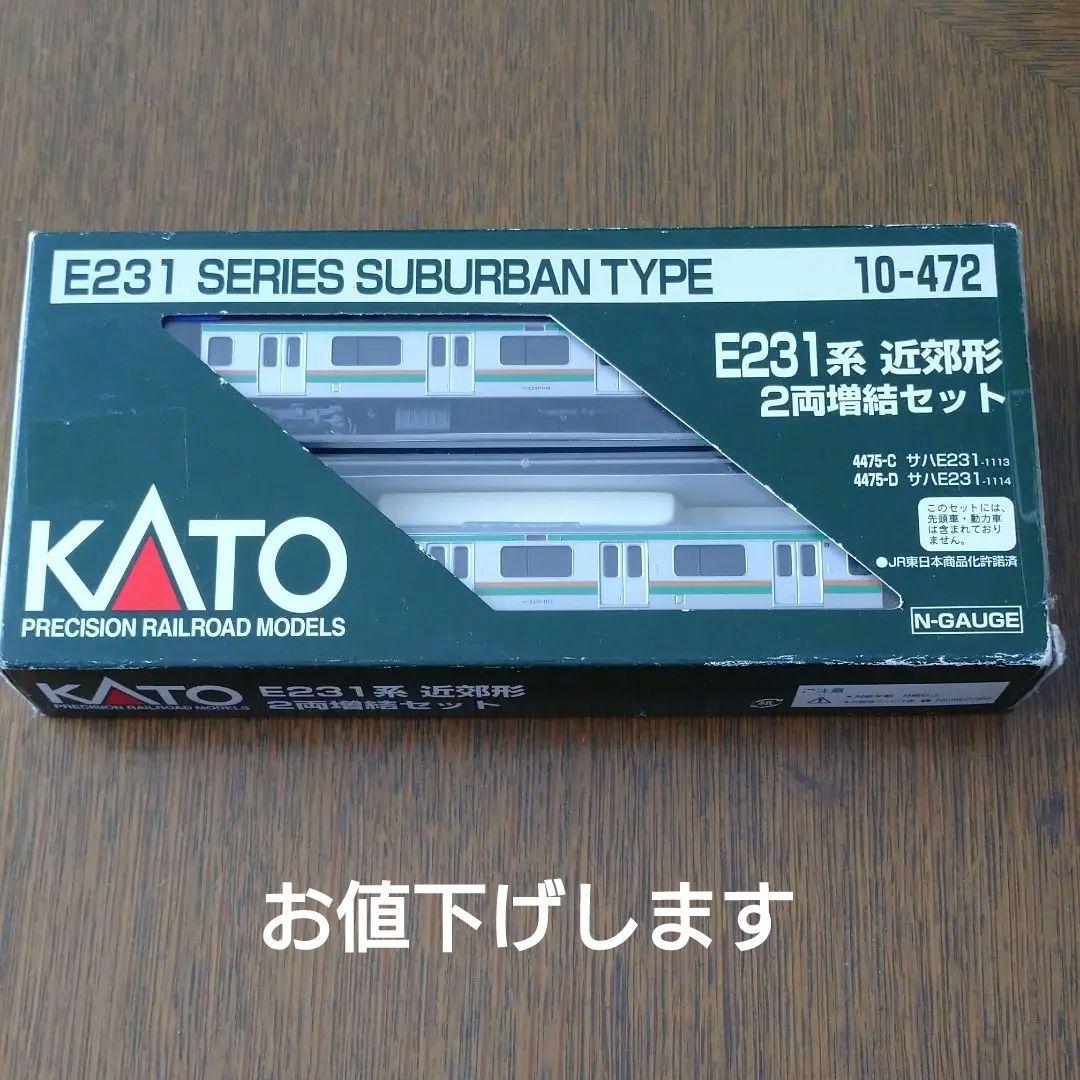 E231 SERIES SUBURBAN TYPE 10-472
E231系 近郊形
2両増結セット
4475-C サハE231-1113
4475-D サハE231-1114
このセットには、
先頭車・動力車
は含まれており
ません。
●JR東日本商品化許諾済
N-GAUGE
KATO
PRECISION RAILROAD MODELS
KATO
PRECISION RAILROAD MODELS
E231系 近郊形
2両増結セット
紙
ご注意
お値下げします